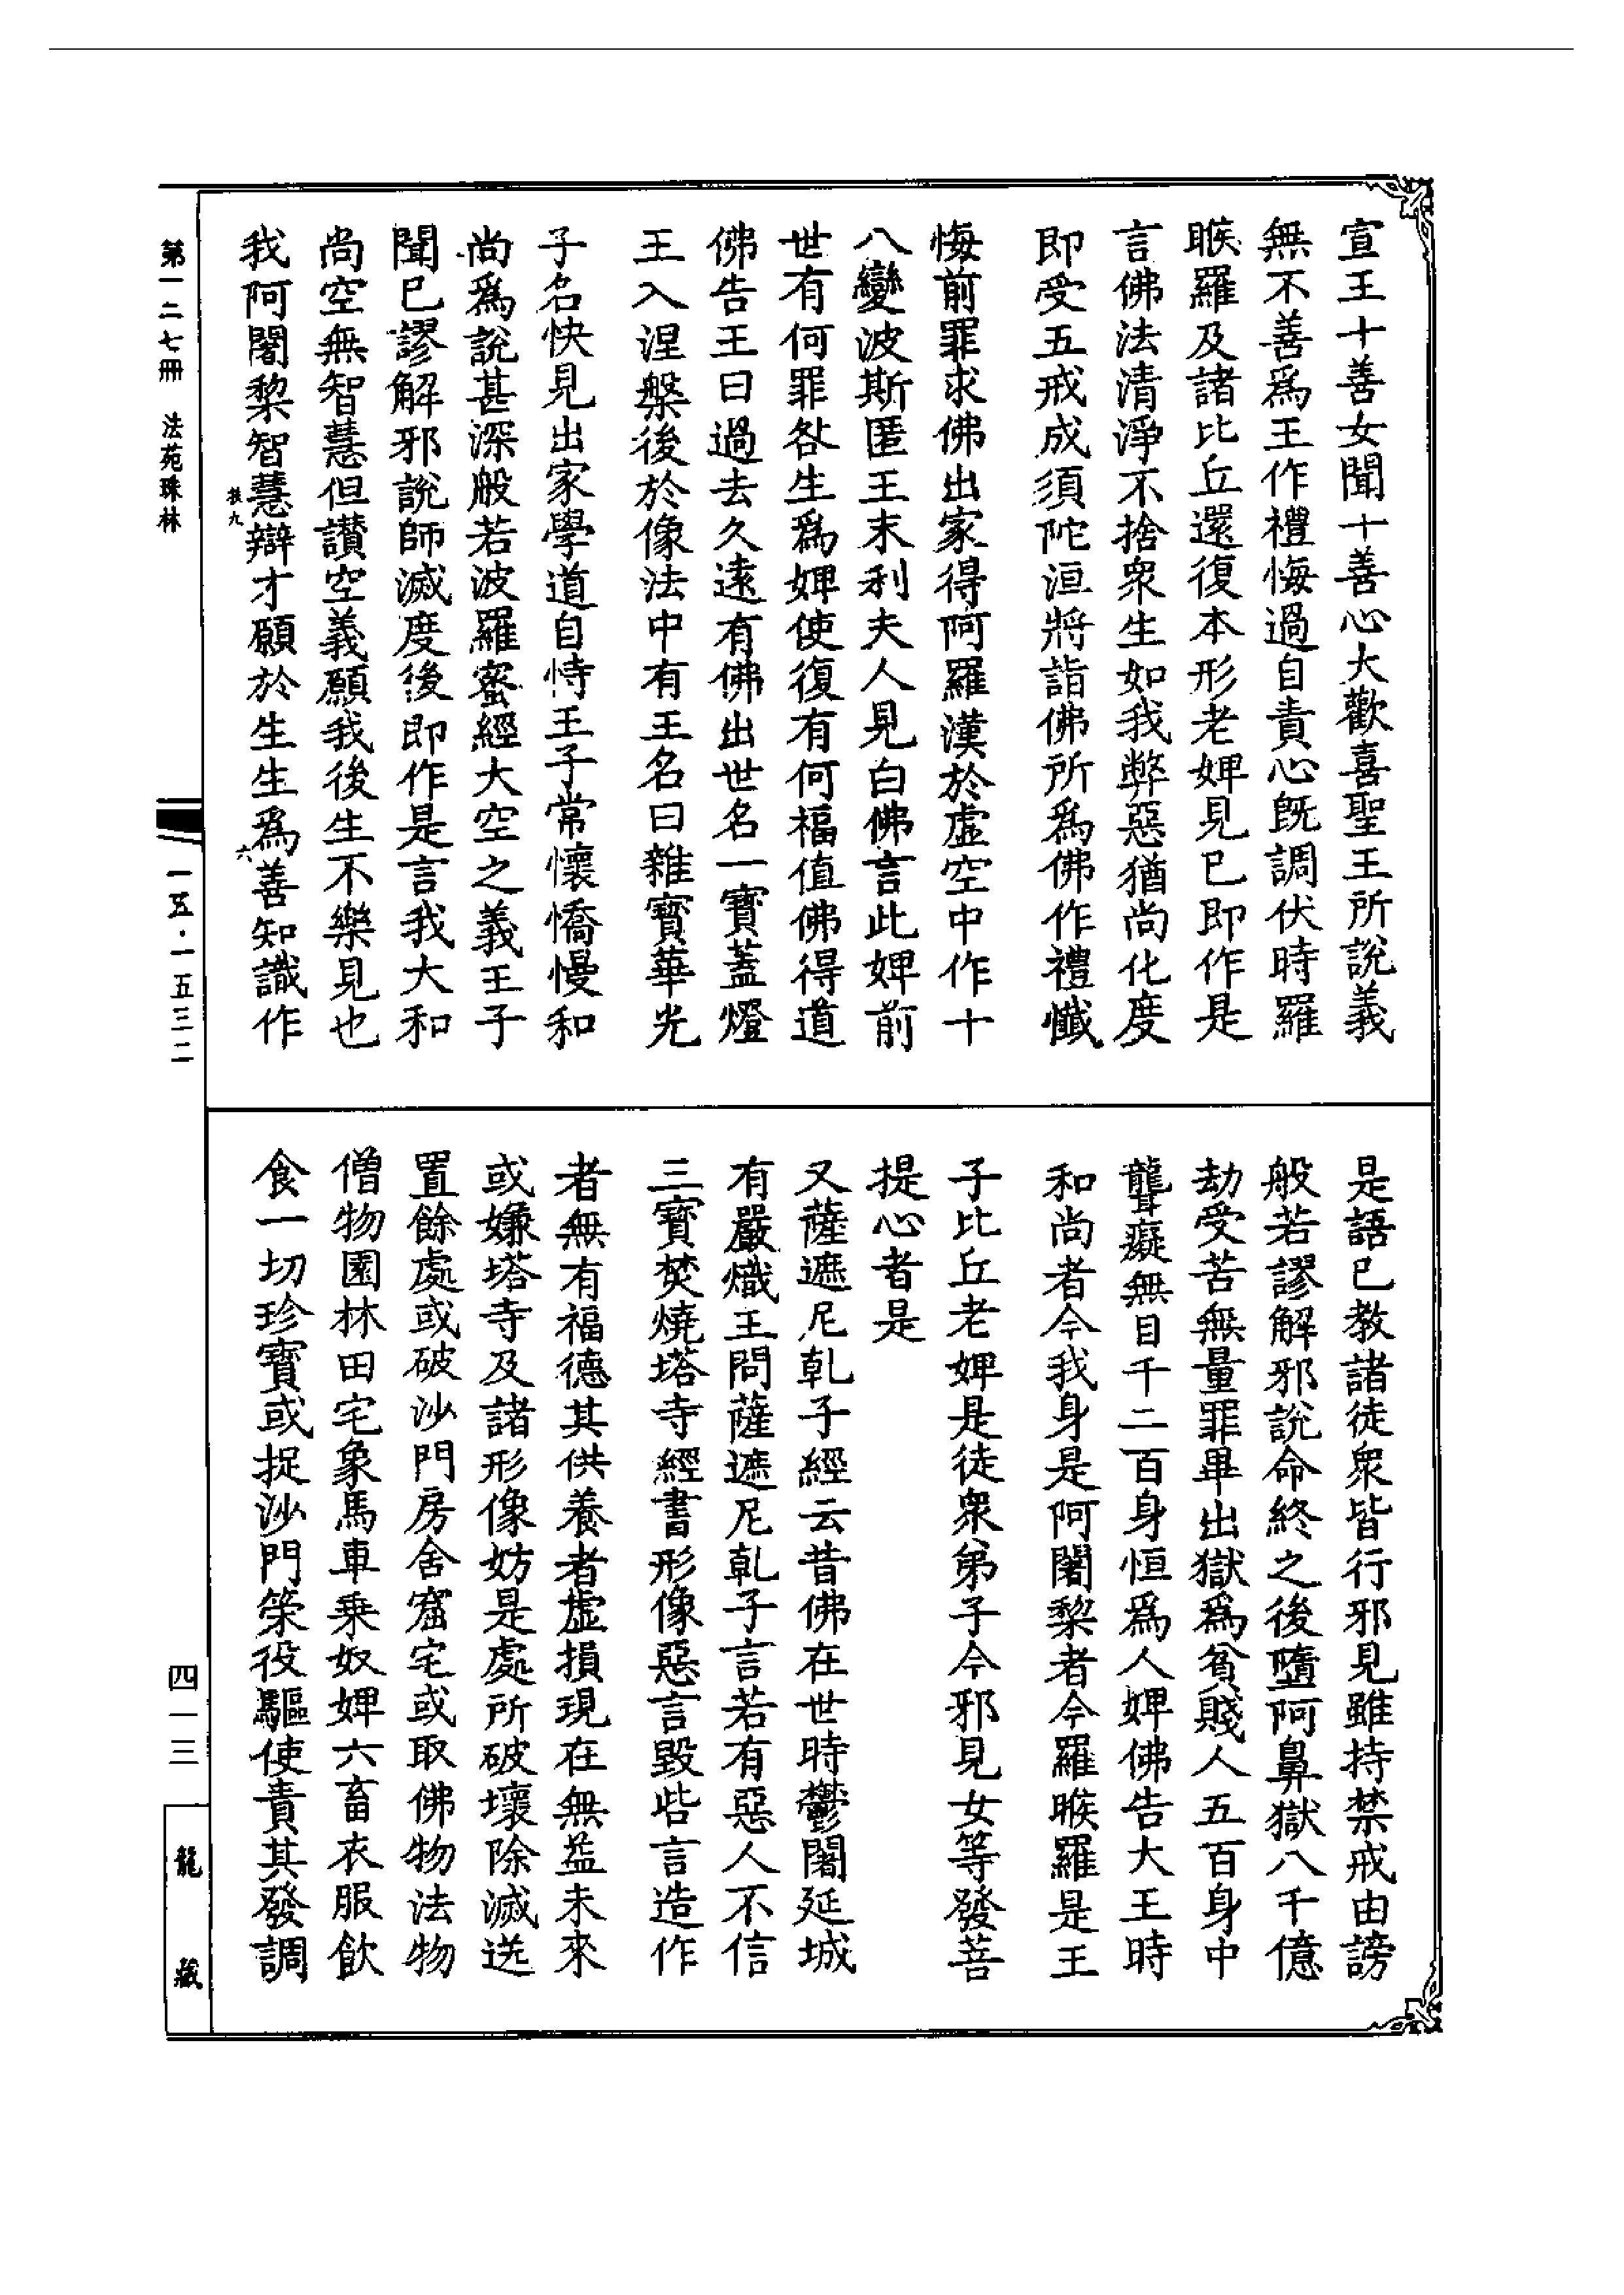 宣王十善女聞十善心大歡喜聖王所說義
無不善爲王作禮悔過自責心既調伏時羅
睺羅及諸比丘還復本形老婢見已即作是
言佛法清淨不捨衆生如我弊惡猶尚化度
即受五戒成須陀洹將詣佛所爲佛作禮懺
悔前罪求佛出家得阿羅漢於虛空中作十
八變波斯匿王末利夫人見白佛言此婢前
世有何罪咎生爲婢使復有何福值佛得道
佛告王曰過去久遠有佛出世名一寶蓋燈
王入涅槃後於像法中有王名曰雜寶華光
子名快見出家學道自恃王子常懷憍慢和
尚爲說甚深般若波羅蜜經大空之義王子
聞已謬解邪說師滅度後即作是言我大和
尚空無智慧但讚空義願我後生不樂見也
我阿闍黎智慧辯才願於生生爲善知識作
是語已教諸徒衆皆行邪見雖持禁戒由謗
般若謬解邪說命終之後墮阿鼻獄八千億
劫受苦無量罪畢出獄爲貧賤人五百身中
聾癡無目千二百身恒爲人婢佛告大王時
和尚者今我身是阿闍黎者今羅睺羅是王
子比丘老婢是徒衆弟子今邪見女等發菩
提心者是
又薩遮尼乾子經云昔佛在世時鬱闍延城
有嚴熾王問薩遮尼乾子言若有惡人不信
三寶焚燒塔寺經書形像惡言毀呰言造作
者無有福德其供養者虛損現在無益未來
或嫌塔寺及諸形像妨是處所破壞除滅送
置餘處或破沙門房舍窟宅或取佛物法物
僧物園林田宅象馬車乘奴婢六畜衣服飲
食一切珍寶或捉沙門策役驅使責其發調
第一二七冊 法苑珠林
六
一五·一五三二
四一三
龍藏